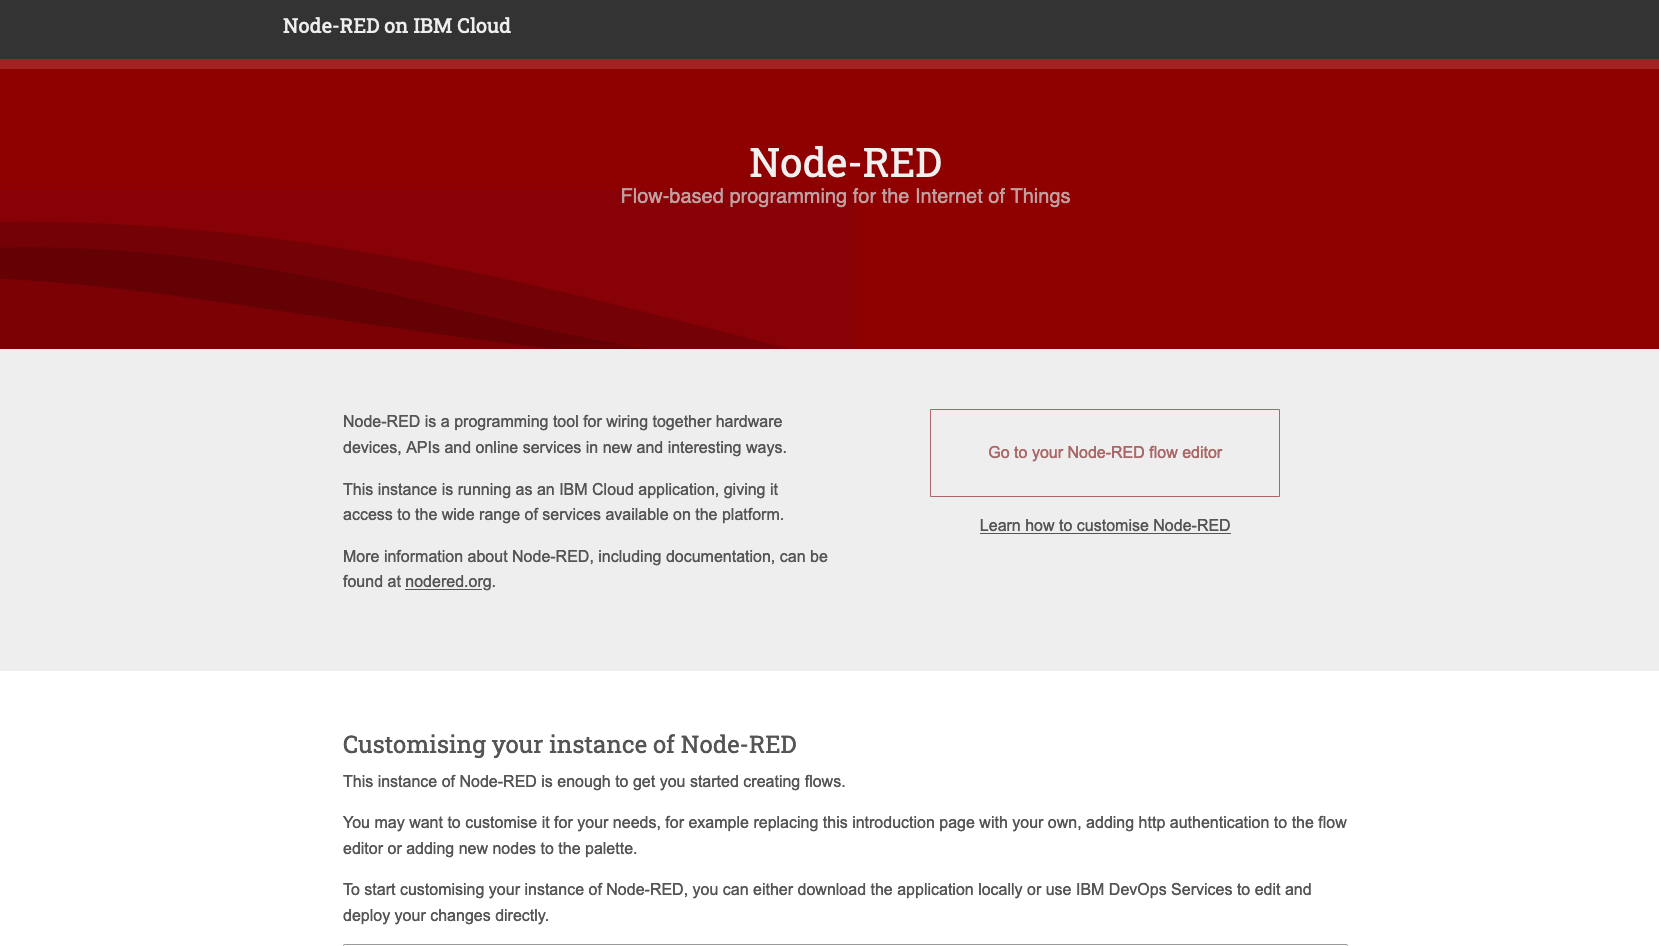 Node-RED on IBM Cloud
Node-RED
Flow-based programming for the Internet of Things
Node-RED is a programming tool for wiring together hardware
devices, APIs and online services in new and interesting ways.
This instance is running as an IBM Cloud application, giving it
access to the wide range of services available on the platform.
More information about Node-RED, including documentation, can be
found at nodered.org.
Go to your Node-RED flow editor
Learn how to customise Node-RED
Customising your instance of Node-RED
This instance of Node-RED is enough to get you started creating flows.
You may want to customise it for your needs, for example replacing this introduction page with your own, adding http authentication to the flow
editor or adding new nodes to the palette.
To start customising your instance of Node-RED, you can either download the application locally or use IBM DevOps Services to edit and
deploy your changes directly.